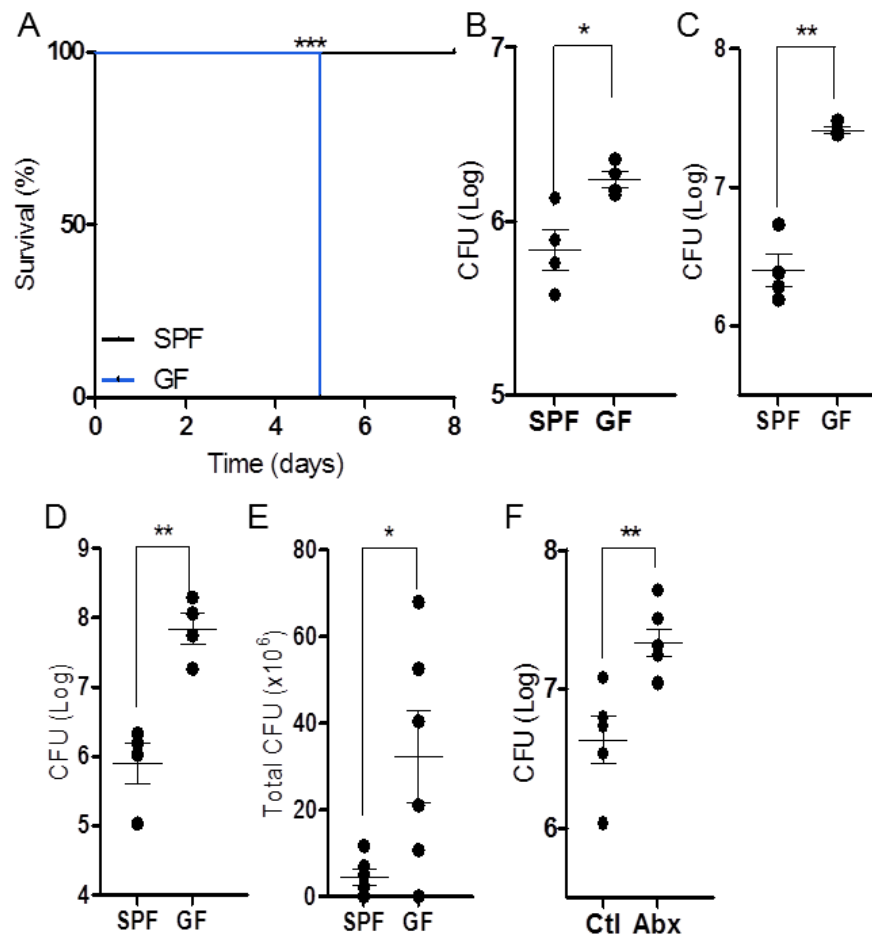 A
***
100
50
0
Survival (%)
SPF
GF
0 2 4 6 8
Time (days)
B
*
7
6
5
CFU (Log)
SPF GF
C
**
8
7
6
CFU (Log)
SPF GF
D
**
9
8
7
6
5
4
CFU (Log)
SPF GF
E
*
80
60
40
20
0
Total CFU (x10⁶)
SPF GF
F
**
8
7
6
CFU (Log)
Ctl Abx